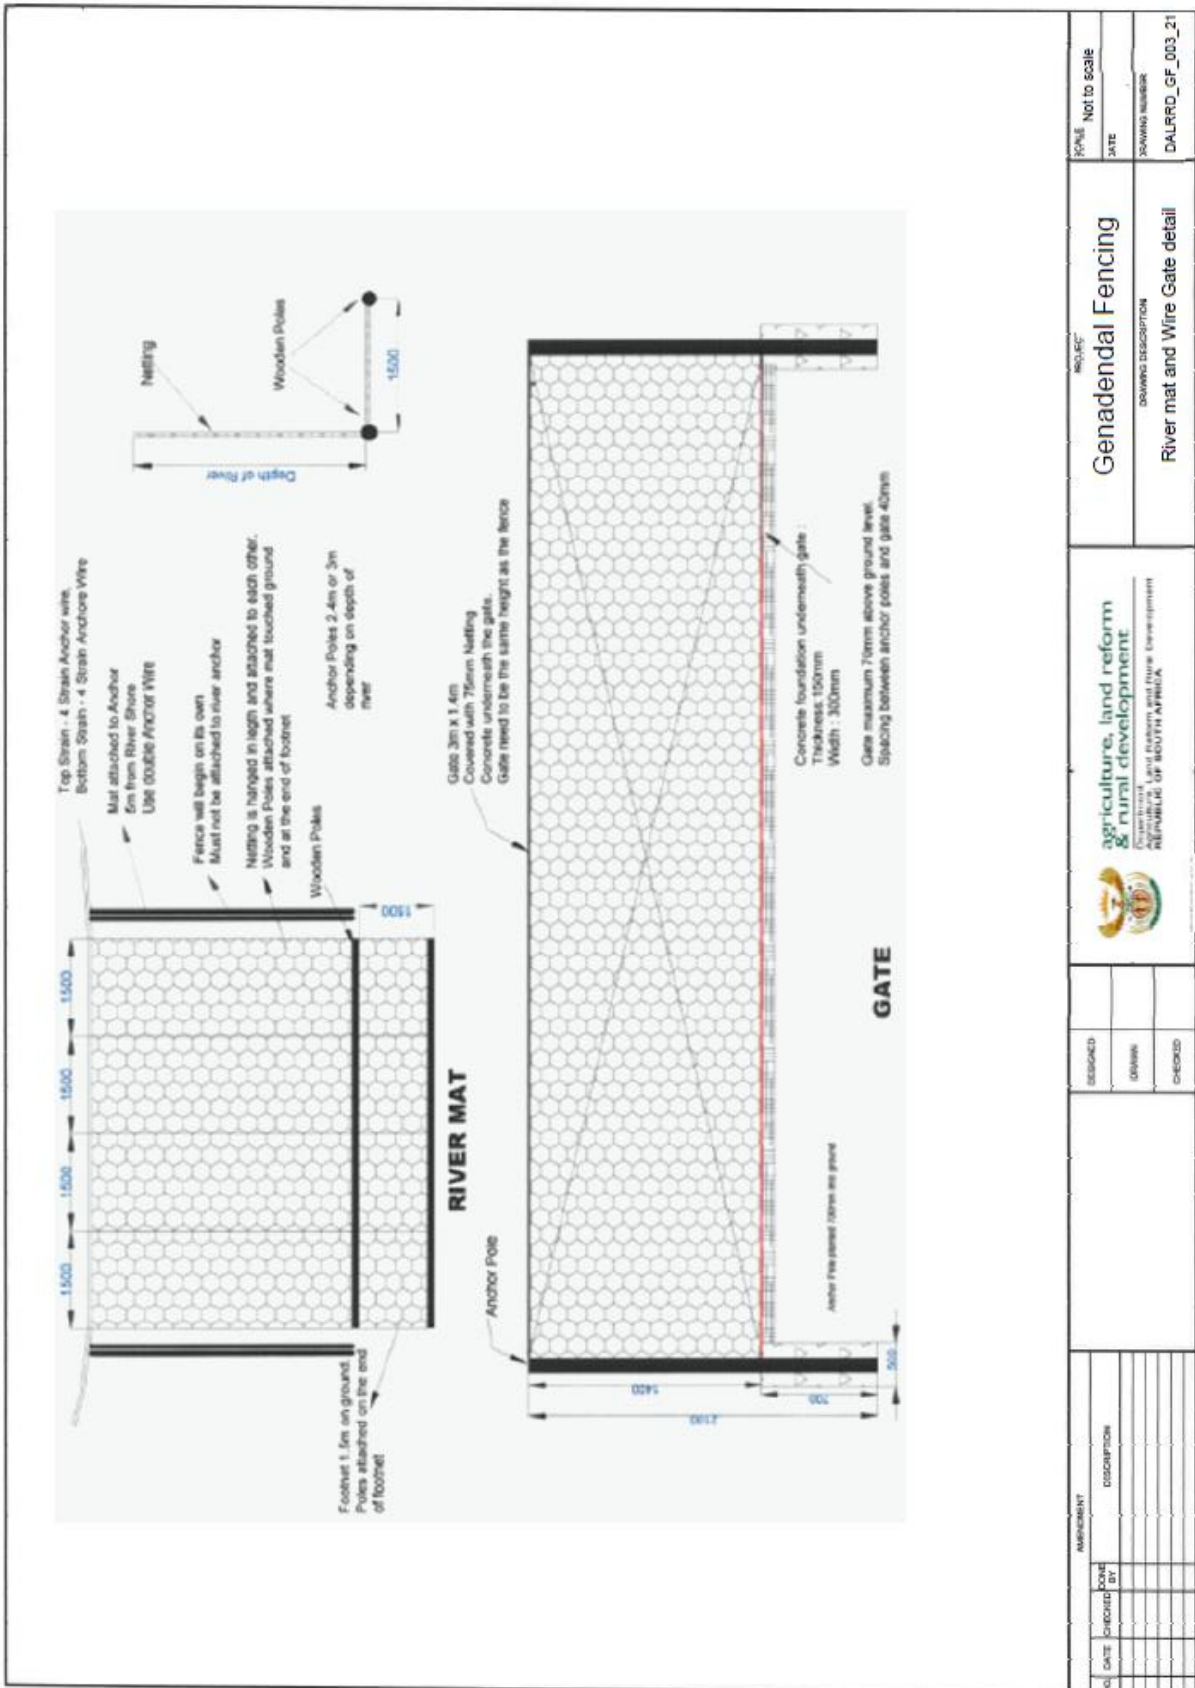 Top Strain - 4 Strain Anchor wire,
Bottom Strain - 4 Strain Anchore Wire
Mat attached to Anchor
5m from River Shore
Use double Anchor Wire
Fence will begin on its own
Must not be attached to river anchor
Netting is hanged in legth and attached to each other.
Wooden Poles attached where mat touched ground
and at the end of footnet
Wooden Poles
Anchor Poles 2.4m or 3m
depending on depth of
river
1500
1500
1500
1500
1500
Footnet 1.5m on ground.
Poles attached on the end
of footnet
RIVER MAT
Netting
Wooden Poles
Depth of River
1500
Anchor Pole
Gate 3m x 1.4m
Covered with 75mm Netting
Concrete underneath the gate.
Gate need to be the same height as the fence
1400
2100
700
500
Anchor Pole planted 700mm into ground
Concrete foundation underneath gate :
Thickness: 150mm
Width : 300mm
Gate maximum 70mm above ground level.
Spacing between anchor poles and gate 40mm
GATE
AMENDMENT
DATE
CHECKED
DONE
BY
DISCRIPTION
DESIGNED
DRAWN
CHECKED
agriculture, land reform
& rural development
Department:
Agriculture, Land Reform and Rural Development
REPUBLIC OF SOUTH AFRICA
PROJECT
Genadendal Fencing
DRAWING DESCRIPTION
River mat and Wire Gate detail
SCALE
Not to scale
DATE
DRAWING NUMBER
DALRRD_GF_003_21